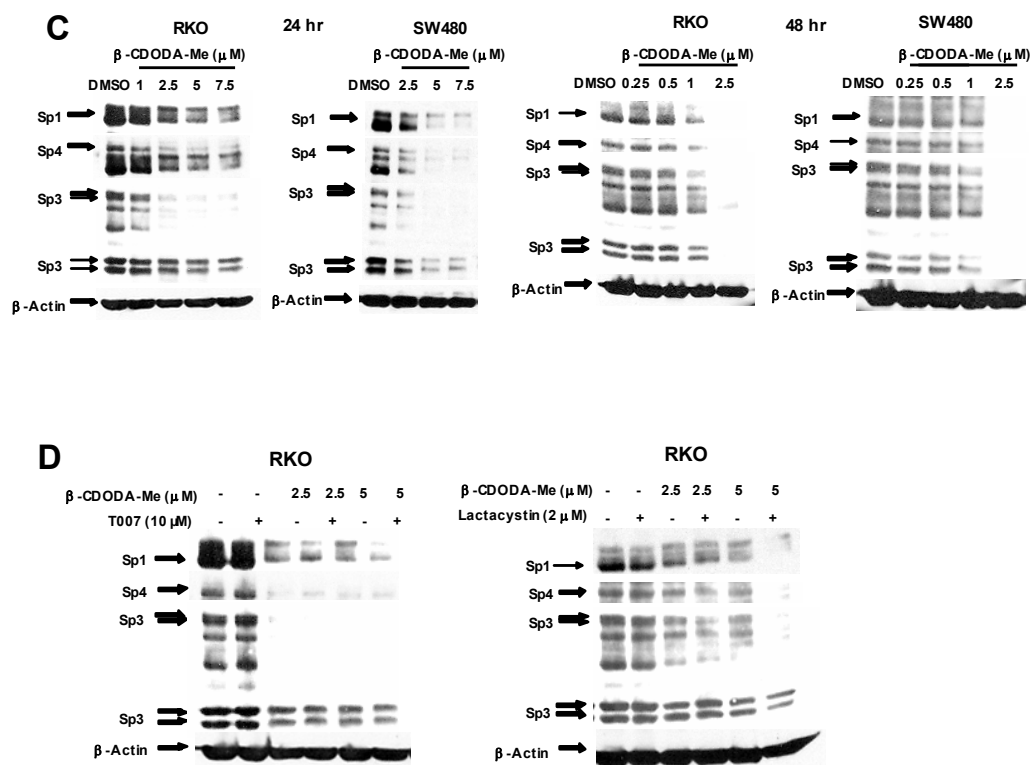 C
RKO 24 hr SW480 RKO 48 hr SW480
β-CDODA-Me (μM) β-CDODA-Me (μM) β-CDODA-Me (μM) β-CDODA-Me (μM)
DMSO 1 2.5 5 7.5 DMSO 2.5 5 7.5 DMSO 0.25 0.5 1 2.5 DMSO 0.25 0.5 1 2.5
Sp1 Sp1 Sp1 Sp1
Sp4 Sp4 Sp4 Sp4
Sp3 Sp3 Sp3 Sp3
Sp3 Sp3 Sp3 Sp3
β-Actin β-Actin β-Actin β-Actin
D
RKO RKO
β-CDODA-Me (μM) - - 2.5 2.5 5 5 β-CDODA-Me (μM) - - 2.5 2.5 5 5
T007 (10 μM) - + - + - + Lactacystin (2 μM) - + - + - +
Sp1 Sp1
Sp4 Sp4
Sp3 Sp3
Sp3 Sp3
β-Actin β-Actin